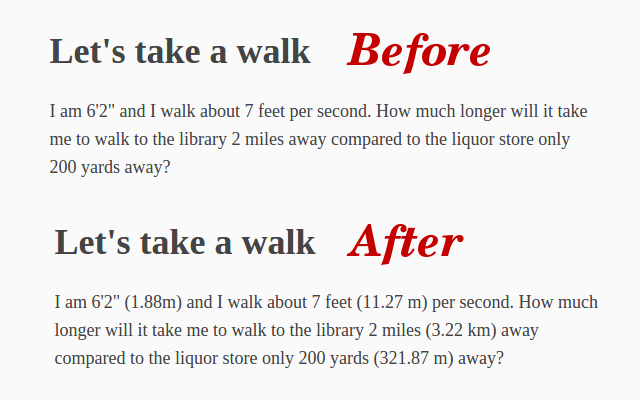 Let's take a walk Before
I am 6'2" and I walk about 7 feet per second. How much longer will it take
me to walk to the library 2 miles away compared to the liquor store only
200 yards away?
Let's take a walk After
I am 6'2" (1.88m) and I walk about 7 feet (11.27 m) per second. How much
longer will it take me to walk to the library 2 miles (3.22 km) away
compared to the liquor store only 200 yards (321.87 m) away?